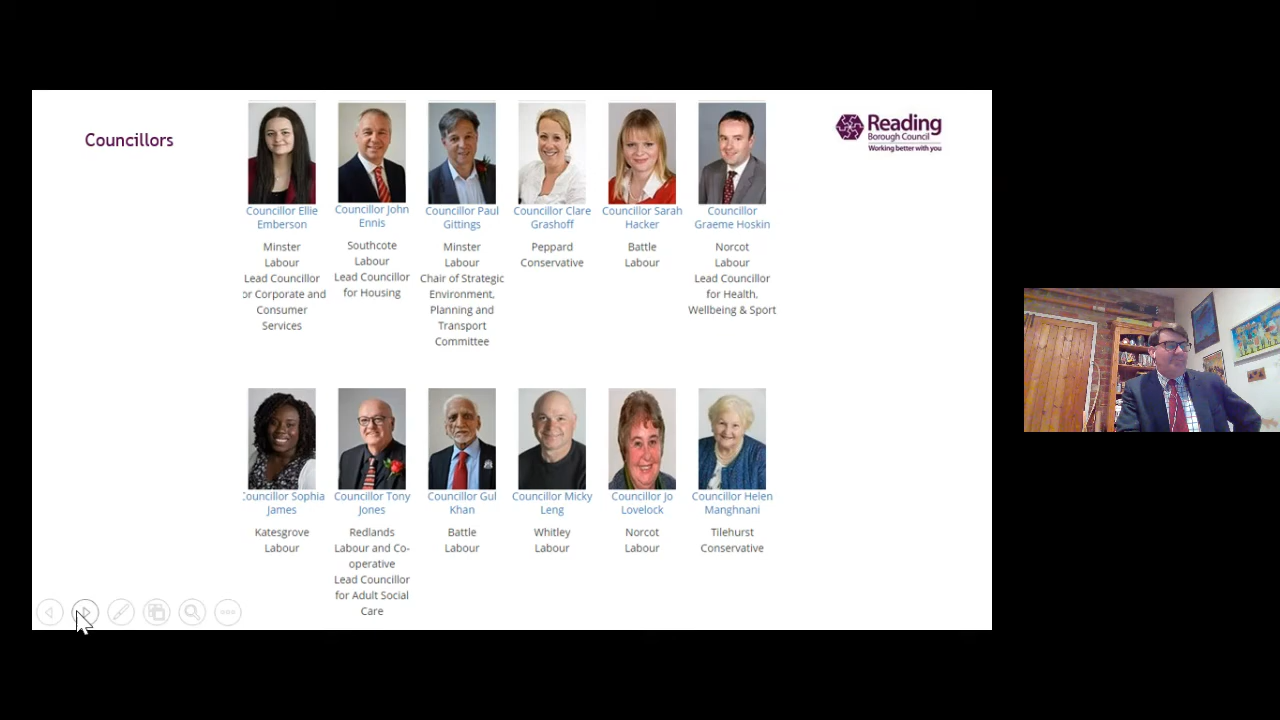 Councillors
Reading
Borough Council
Working better with you
Councillor Ellie
Emberson
Minster
Labour
Lead Councillor
or Corporate and
Consumer
Services
Councillor John
Ennis
Southcote
Labour
Lead Councillor
for Housing
Councillor Paul
Gittings
Minster
Labour
Chair of Strategic
Environment,
Planning and
Transport
Committee
Councillor Clare
Grashoff
Peppard
Conservative
Councillor Sarah
Hacker
Battle
Labour
Councillor
Graeme Hoskin
Norcot
Labour
Lead Councillor
for Health,
Wellbeing & Sport
Councillor Sophia
James
Katesgrove
Labour
Councillor Tony
Jones
Redlands
Labour and Co-
operative
Lead Councillor
for Adult Social
Care
Councillor Gul
Khan
Battle
Labour
Councillor Micky
Leng
Whitley
Labour
Councillor Jo
Lovelock
Norcot
Labour
Councillor Helen
Manghnani
Tilehurst
Conservative